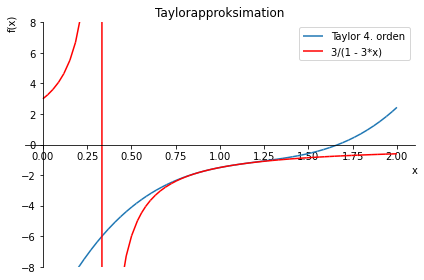 Taylorapproksimation
f(x)
Taylor 4. orden
3/(1 - 3*x)
8
6
4
2
0
−2
−4
−6
−8
0.00 0.25 0.50 0.75 1.00 1.25 1.50 1.75 2.00
x